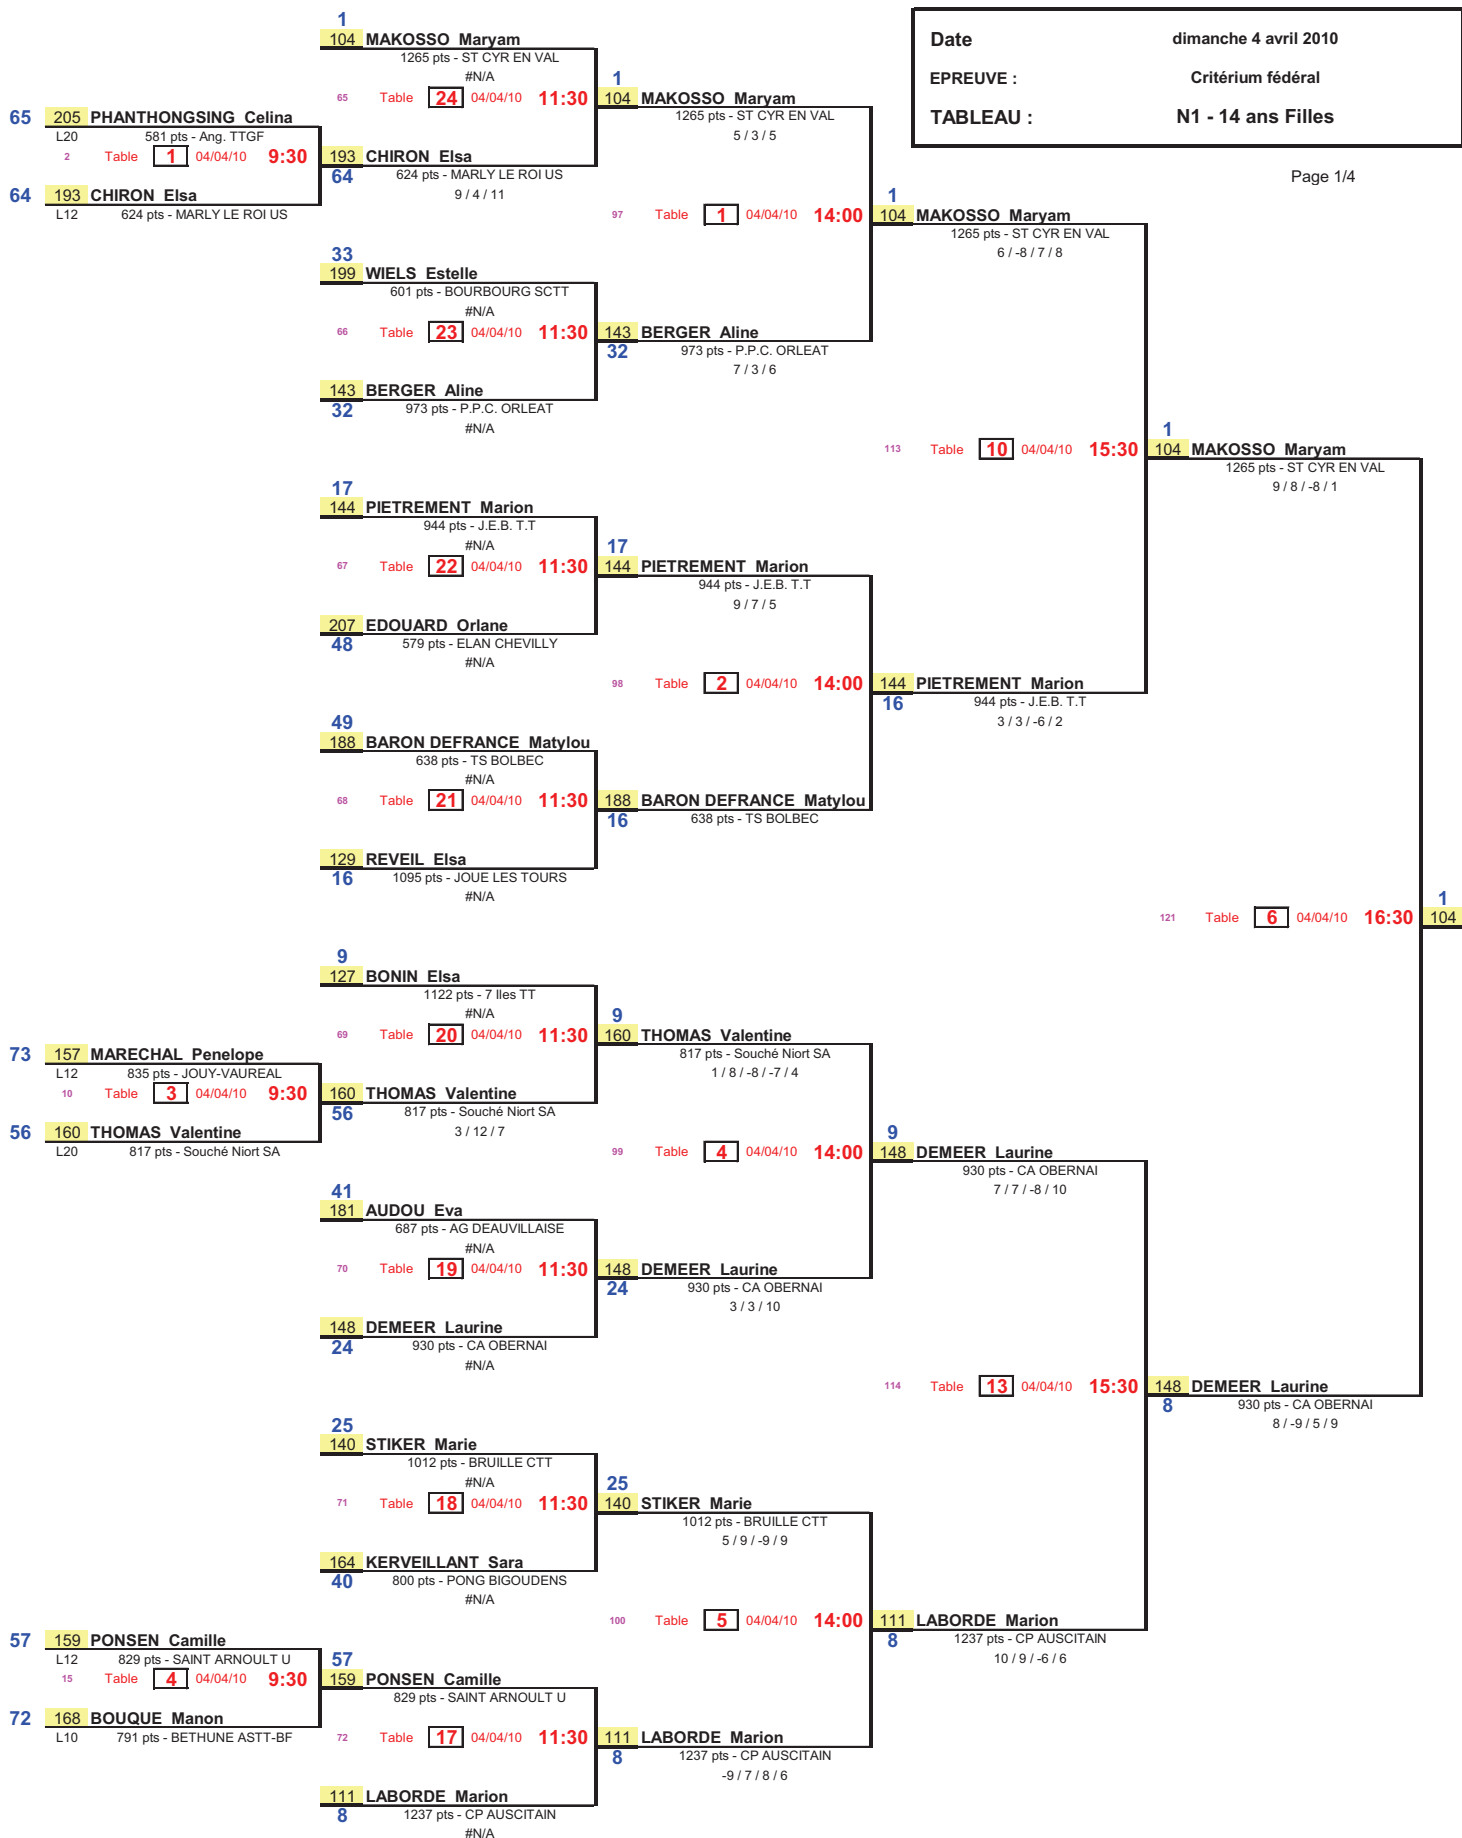 Date dimanche 4 avril 2010
EPREUVE : Critérium fédéral
TABLEAU : N1 - 14 ans Filles
Page 1/4
1
104 MAKOSSO Maryam
1265 pts - ST CYR EN VAL
#N/A
65 Table 24 04/04/10 11:30
1
104 MAKOSSO Maryam
1265 pts - ST CYR EN VAL
5 / 3 / 5
65 205 PHANTHONGSING Celina
L20 581 pts - Ang. TTGF
2 Table 1 04/04/10 9:30
193 CHIRON Elsa
64 624 pts - MARLY LE ROI US
9 / 4 / 11
64 193 CHIRON Elsa
L12 624 pts - MARLY LE ROI US
97 Table 1 04/04/10 14:00
1
104 MAKOSSO Maryam
1265 pts - ST CYR EN VAL
6 / -8 / 7 / 8
33
199 WIELS Estelle
601 pts - BOURBOURG SCTT
#N/A
66 Table 23 04/04/10 11:30
143 BERGER Aline
32 973 pts - P.P.C. ORLEAT
7 / 3 / 6
143 BERGER Aline
32 973 pts - P.P.C. ORLEAT
#N/A
113 Table 10 04/04/10 15:30
1
104 MAKOSSO Maryam
1265 pts - ST CYR EN VAL
9 / 8 / -8 / 1
17
144 PIETREMENT Marion
944 pts - J.E.B. T.T
#N/A
67 Table 22 04/04/10 11:30
17
144 PIETREMENT Marion
944 pts - J.E.B. T.T
9 / 7 / 5
207 EDOUARD Orlane
48 579 pts - ELAN CHEVILLY
#N/A
98 Table 2 04/04/10 14:00
144 PIETREMENT Marion
16 944 pts - J.E.B. T.T
3 / 3 / -6 / 2
49
188 BARON DEFRANCE Matylou
638 pts - TS BOLBEC
#N/A
68 Table 21 04/04/10 11:30
188 BARON DEFRANCE Matylou
16 638 pts - TS BOLBEC
129 REVEIL Elsa
16 1095 pts - JOUE LES TOURS
#N/A
121 Table 6 04/04/10 16:30
1
104
9
127 BONIN Elsa
1122 pts - 7 Iles TT
#N/A
69 Table 20 04/04/10 11:30
9
160 THOMAS Valentine
817 pts - Souché Niort SA
1 / 8 / -8 / -7 / 4
73 157 MARECHAL Penelope
L12 835 pts - JOUY-VAUREAL
10 Table 3 04/04/10 9:30
160 THOMAS Valentine
56 817 pts - Souché Niort SA
3 / 12 / 7
56 160 THOMAS Valentine
L20 817 pts - Souché Niort SA
99 Table 4 04/04/10 14:00
9
148 DEMEER Laurine
930 pts - CA OBERNAI
7 / 7 / -8 / 10
41
181 AUDOU Eva
687 pts - AG DEAUVILLAISE
#N/A
70 Table 19 04/04/10 11:30
148 DEMEER Laurine
24 930 pts - CA OBERNAI
3 / 3 / 10
148 DEMEER Laurine
24 930 pts - CA OBERNAI
#N/A
114 Table 13 04/04/10 15:30
148 DEMEER Laurine
8 930 pts - CA OBERNAI
8 / -9 / 5 / 9
25
140 STIKER Marie
1012 pts - BRUILLE CTT
#N/A
71 Table 18 04/04/10 11:30
25
140 STIKER Marie
1012 pts - BRUILLE CTT
5 / 9 / -9 / 9
164 KERVEILLANT Sara
40 800 pts - PONG BIGOUDENS
#N/A
100 Table 5 04/04/10 14:00
111 LABORDE Marion
8 1237 pts - CP AUSCITAIN
10 / 9 / -6 / 6
57 159 PONSEN Camille
L12 829 pts - SAINT ARNOULT U
15 Table 4 04/04/10 9:30
57
159 PONSEN Camille
829 pts - SAINT ARNOULT U
72 168 BOUQUE Manon
L10 791 pts - BETHUNE ASTT-BF
72 Table 17 04/04/10 11:30
111 LABORDE Marion
8 1237 pts - CP AUSCITAIN
-9 / 7 / 8 / 6
111 LABORDE Marion
8 1237 pts - CP AUSCITAIN
#N/A